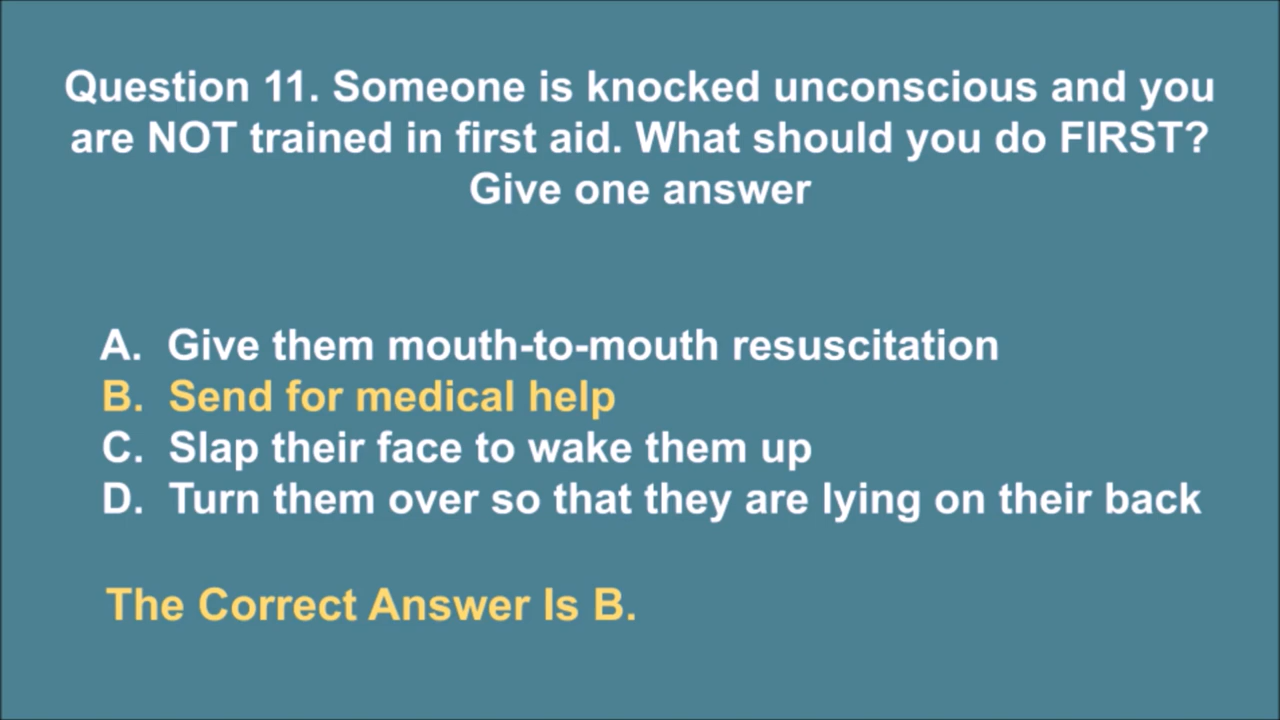 Question 11. Someone is knocked unconscious and you
are NOT trained in first aid. What should you do FIRST?
Give one answer
A. Give them mouth-to-mouth resuscitation
B. Send for medical help
C. Slap their face to wake them up
D. Turn them over so that they are lying on their back
The Correct Answer Is B.